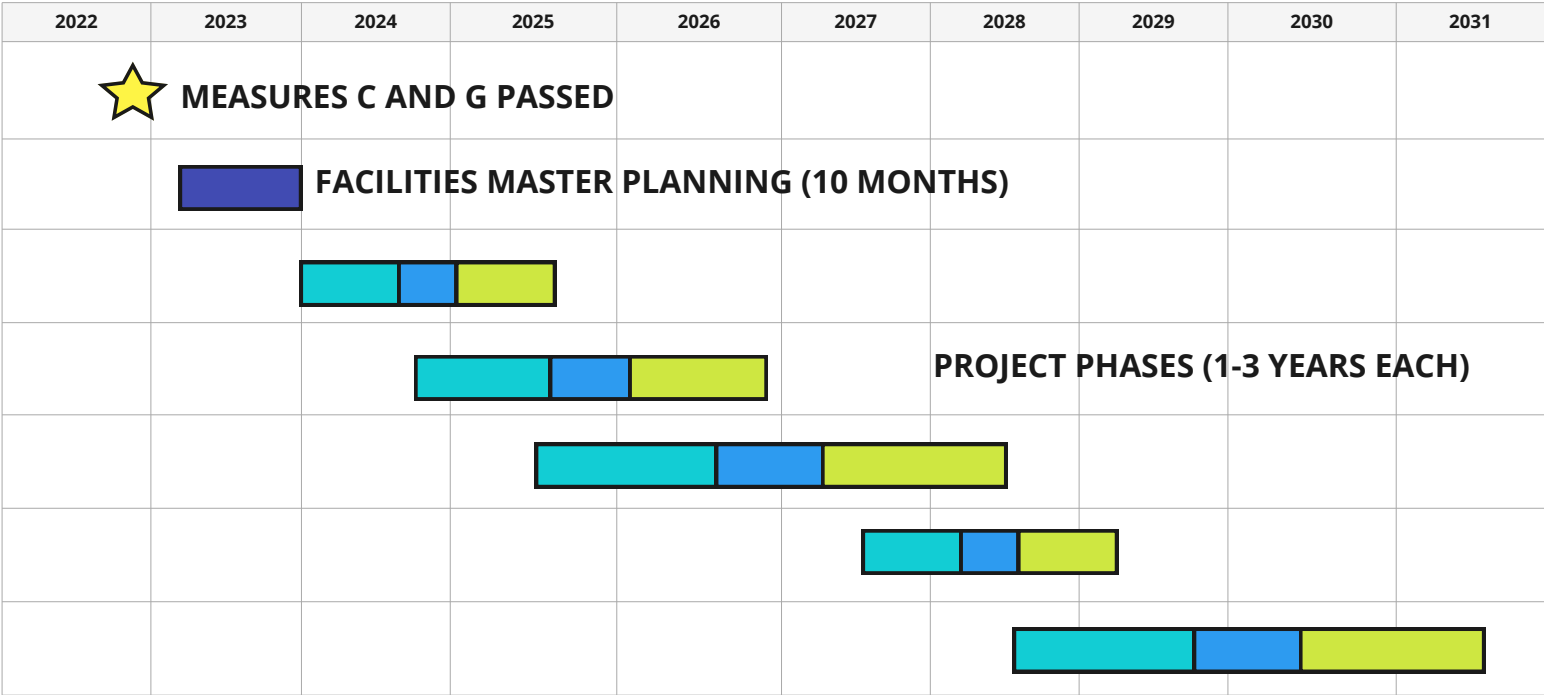 2022 2023 2024 2025 2026 2027 2028 2029 2030 2031
MEASURES C AND G PASSED
FACILITIES MASTER PLANNING (10 MONTHS)
PROJECT PHASES (1-3 YEARS EACH)